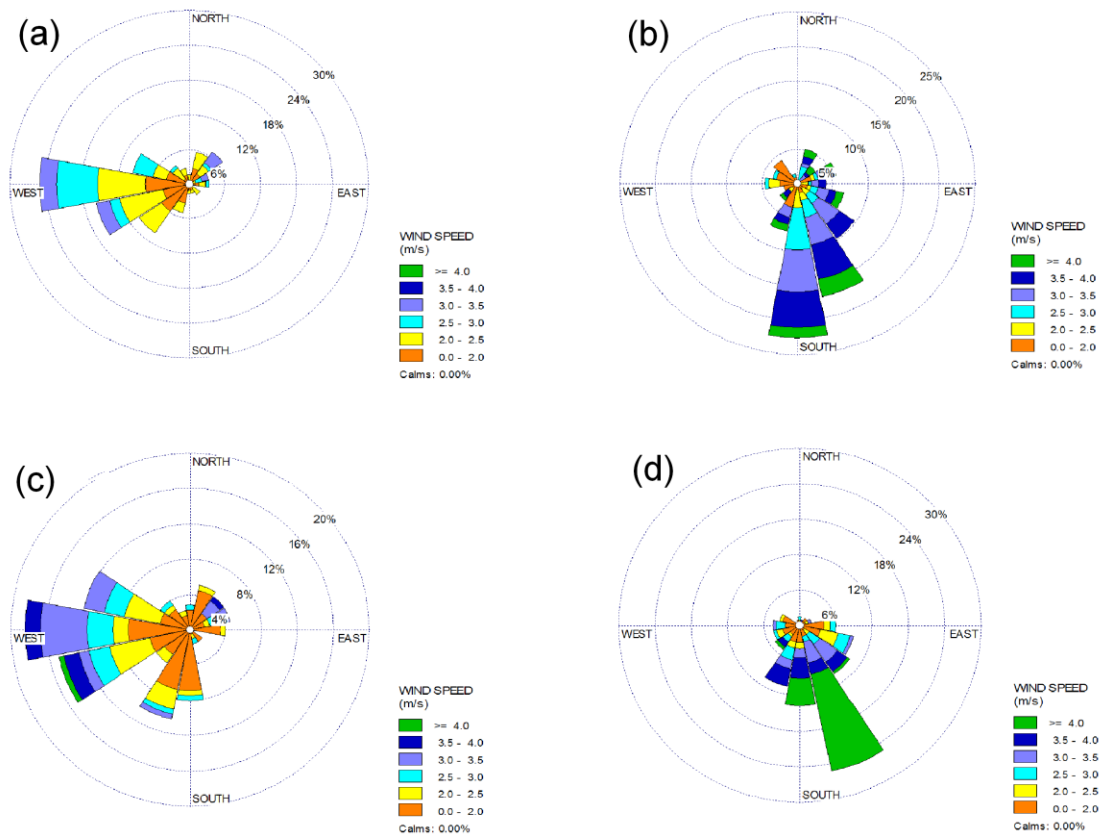 (a)
NORTH
30%
24%
18%
12%
6%
WEST
EAST
SOUTH
WIND SPEED
(m/s)
>= 4.0
3.5 - 4.0
3.0 - 3.5
2.5 - 3.0
2.0 - 2.5
0.0 - 2.0
Calms: 0.00%
(b)
NORTH
25%
20%
15%
10%
5%
WEST
EAST
SOUTH
WIND SPEED
(m/s)
>= 4.0
3.5 - 4.0
3.0 - 3.5
2.5 - 3.0
2.0 - 2.5
0.0 - 2.0
Calms: 0.00%
(c)
NORTH
20%
16%
12%
8%
4%
WEST
EAST
SOUTH
WIND SPEED
(m/s)
>= 4.0
3.5 - 4.0
3.0 - 3.5
2.5 - 3.0
2.0 - 2.5
0.0 - 2.0
Calms: 0.00%
(d)
NORTH
30%
24%
18%
12%
6%
WEST
EAST
SOUTH
WIND SPEED
(m/s)
>= 4.0
3.5 - 4.0
3.0 - 3.5
2.5 - 3.0
2.0 - 2.5
0.0 - 2.0
Calms: 0.00%